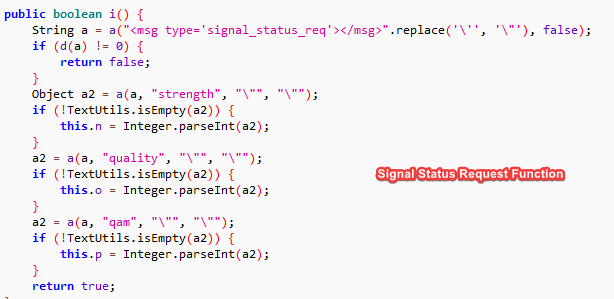 public boolean i() {
    String a = a("<msg type='signal_status_req'></msg>".replace('\'', '\"'), false);
    if (d(a) != 0) {
        return false;
    }
    Object a2 = a(a, "strength", "\"", "\"");
    if (!TextUtils.isEmpty(a2)) {
        this.n = Integer.parseInt(a2);
    }
    a2 = a(a, "quality", "\"", "\"");
    if (!TextUtils.isEmpty(a2)) {
        this.o = Integer.parseInt(a2);
    }
    a2 = a(a, "qam", "\"", "\"");
    if (!TextUtils.isEmpty(a2)) {
        this.p = Integer.parseInt(a2);
    }
    return true;
Signal Status Request Function